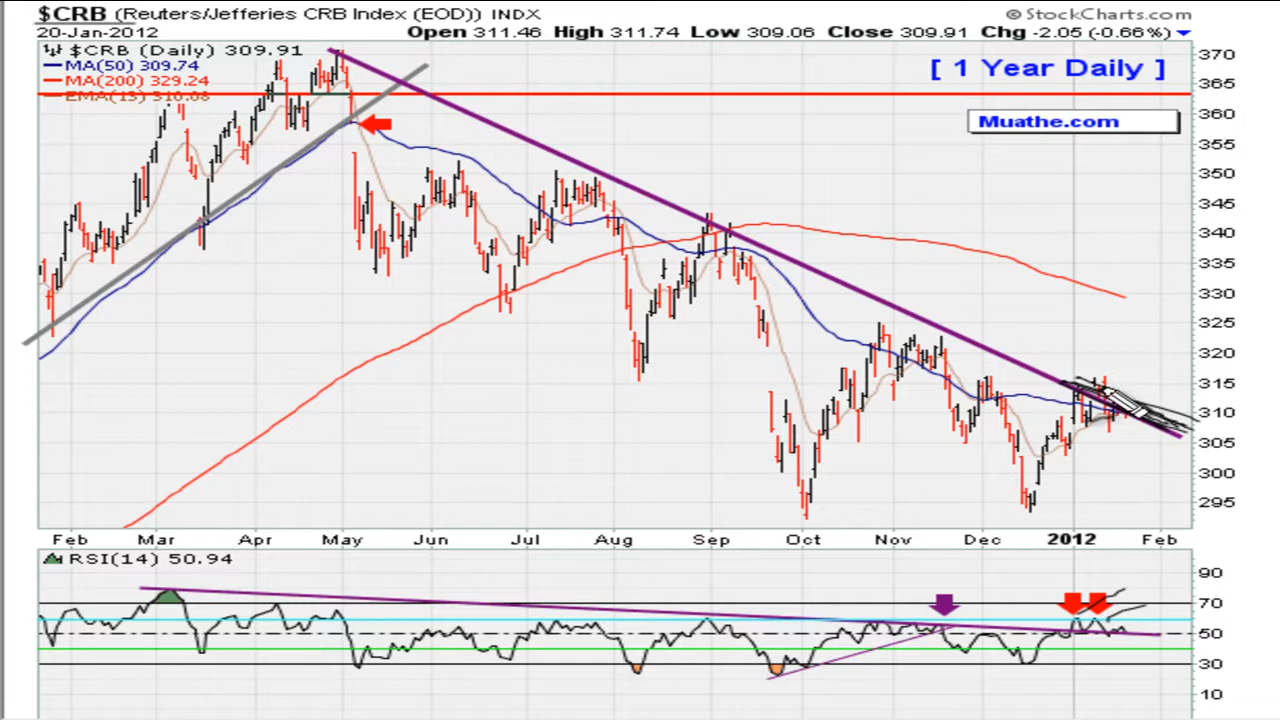 $CRB (Reuters/Jefferies CRB Index (EOD)) INDX © StockCharts.com
20-Jan-2012 Open 311.46 High 311.74 Low 309.06 Close 309.91 Chg -2.05 (-0.66%)
$CRB (Daily) 309.91
MA(50) 309.74
MA(200) 329.24
EMA(13) 310.08
[ 1 Year Daily ]
Muathe.com
370
365
360
355
350
345
340
335
330
325
320
315
310
305
300
295
Feb Mar Apr May Jun Jul Aug Sep Oct Nov Dec 2012 Feb
RSI(14) 50.94
90
70
50
30
10